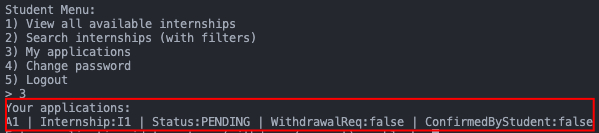 Student Menu:
1) View all available internships
2) Search internships (with filters)
3) My applications
4) Change password
5) Logout
> 3
Your applications:
A1 | Internship:I1 | Status:PENDING | WithdrawalReq:false | ConfirmedByStudent:false